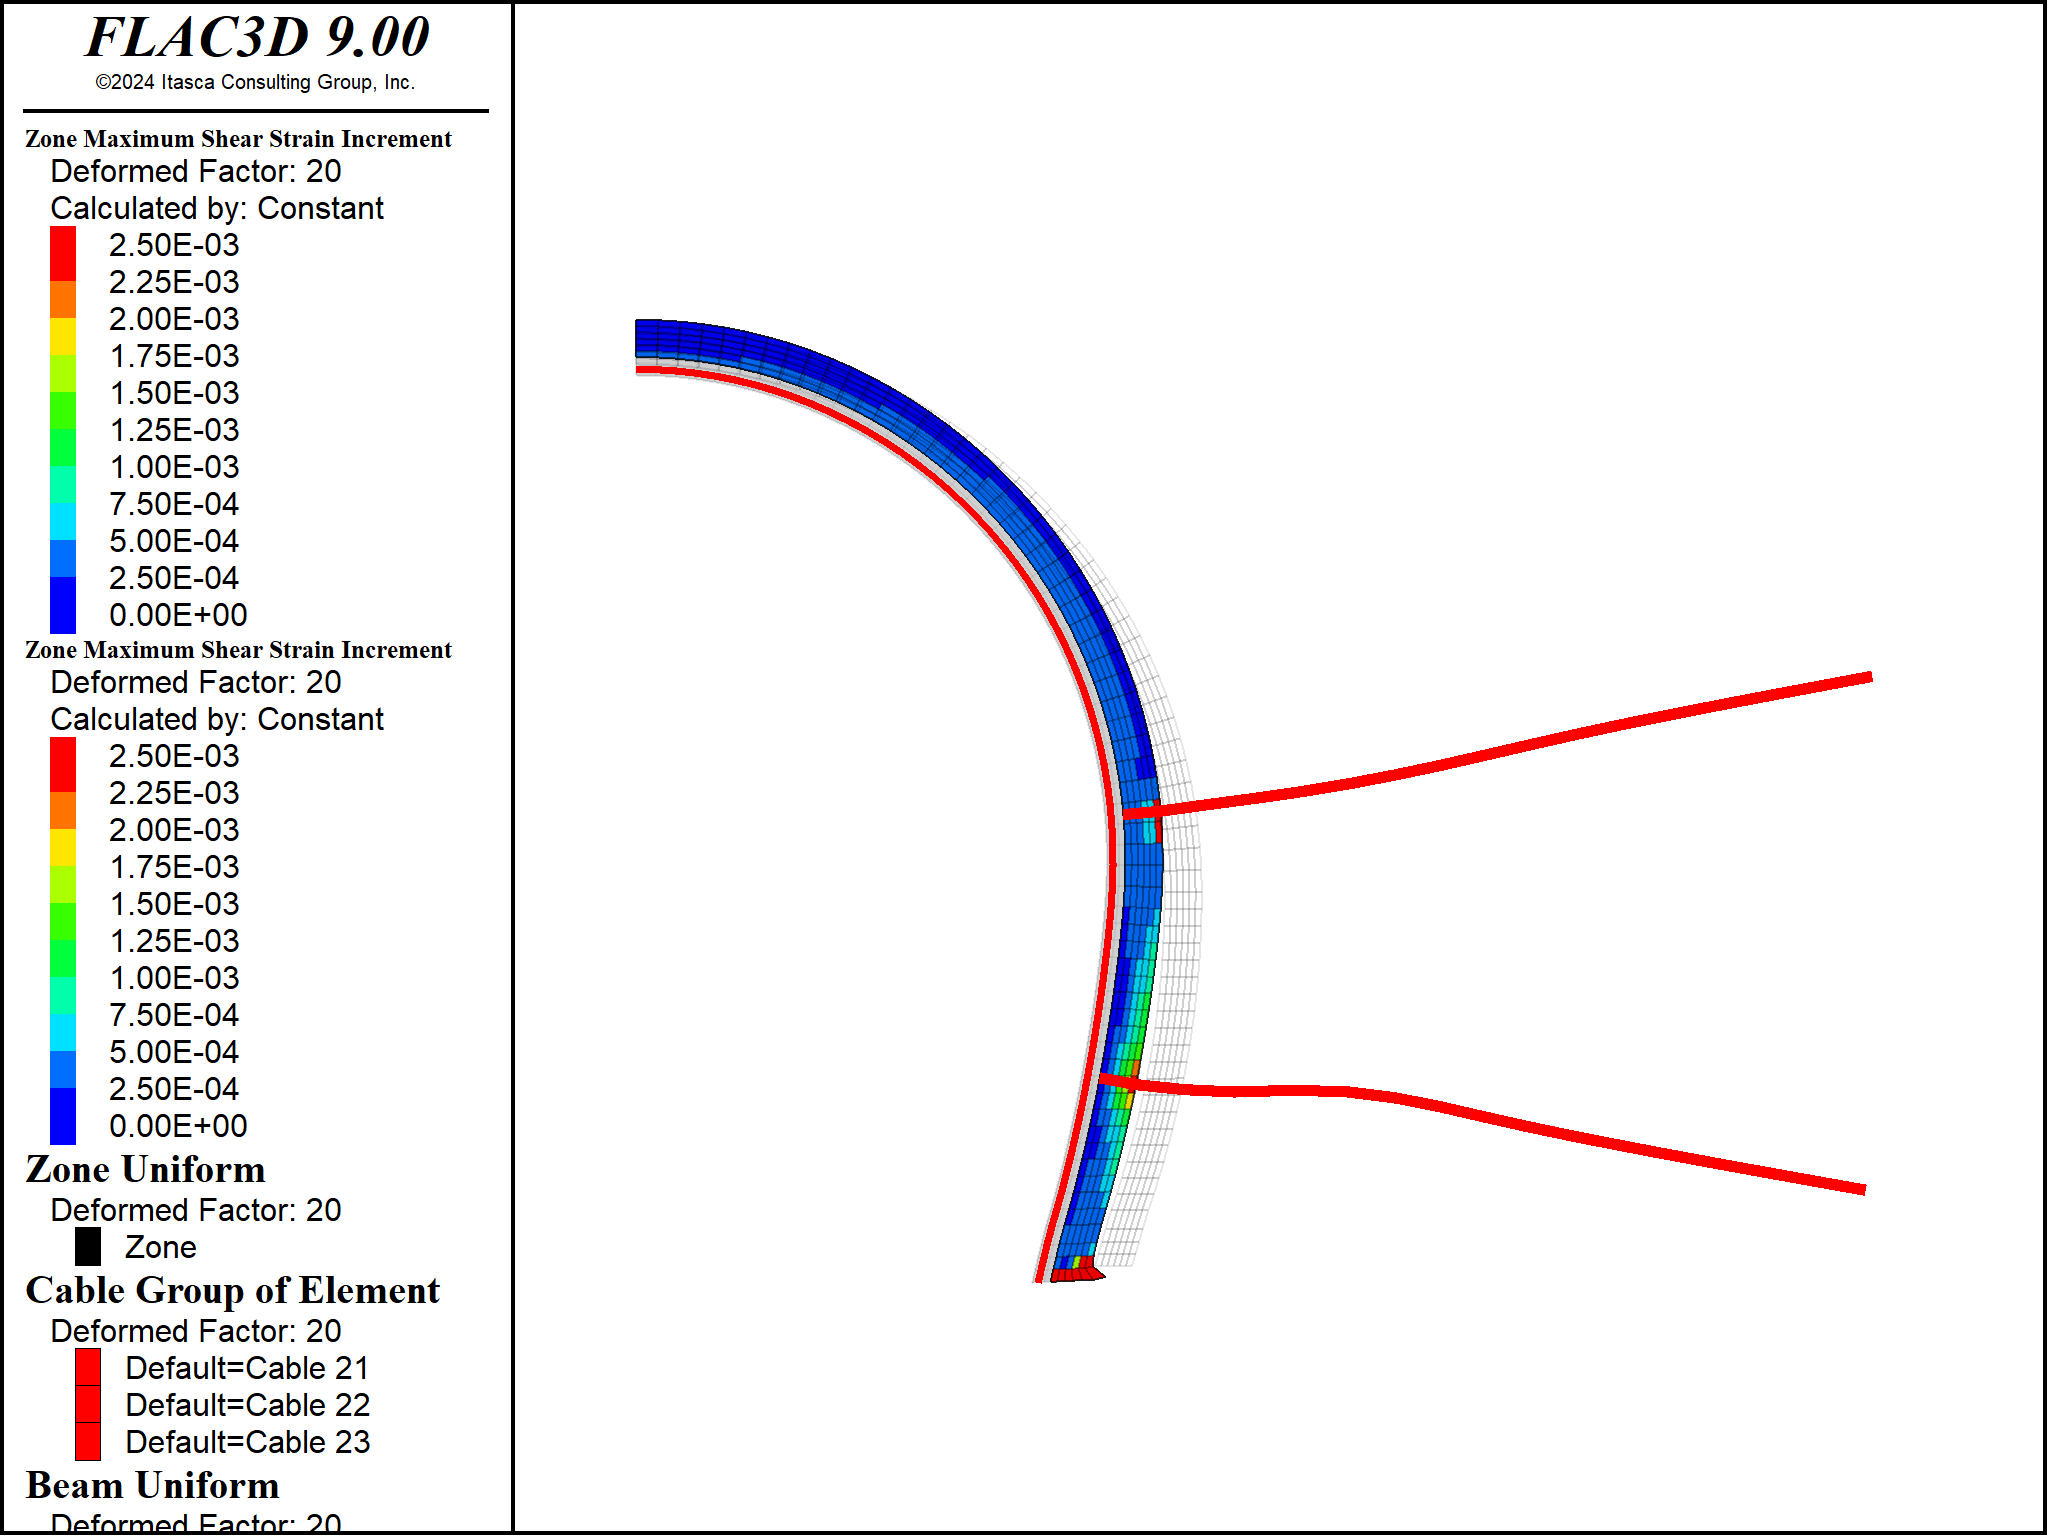 FLAC3D 9.00
©2024 Itasca Consulting Group, Inc.
Zone Maximum Shear Strain Increment
Deformed Factor: 20
Calculated by: Constant
2.50E-03
2.25E-03
2.00E-03
1.75E-03
1.50E-03
1.25E-03
1.00E-03
7.50E-04
5.00E-04
2.50E-04
0.00E+00
Zone Maximum Shear Strain Increment
Deformed Factor: 20
Calculated by: Constant
2.50E-03
2.25E-03
2.00E-03
1.75E-03
1.50E-03
1.25E-03
1.00E-03
7.50E-04
5.00E-04
2.50E-04
0.00E+00
Zone Uniform
Deformed Factor: 20
Zone
Cable Group of Element
Deformed Factor: 20
Default=Cable 21
Default=Cable 22
Default=Cable 23
Beam Uniform
Deformed Factor: 20